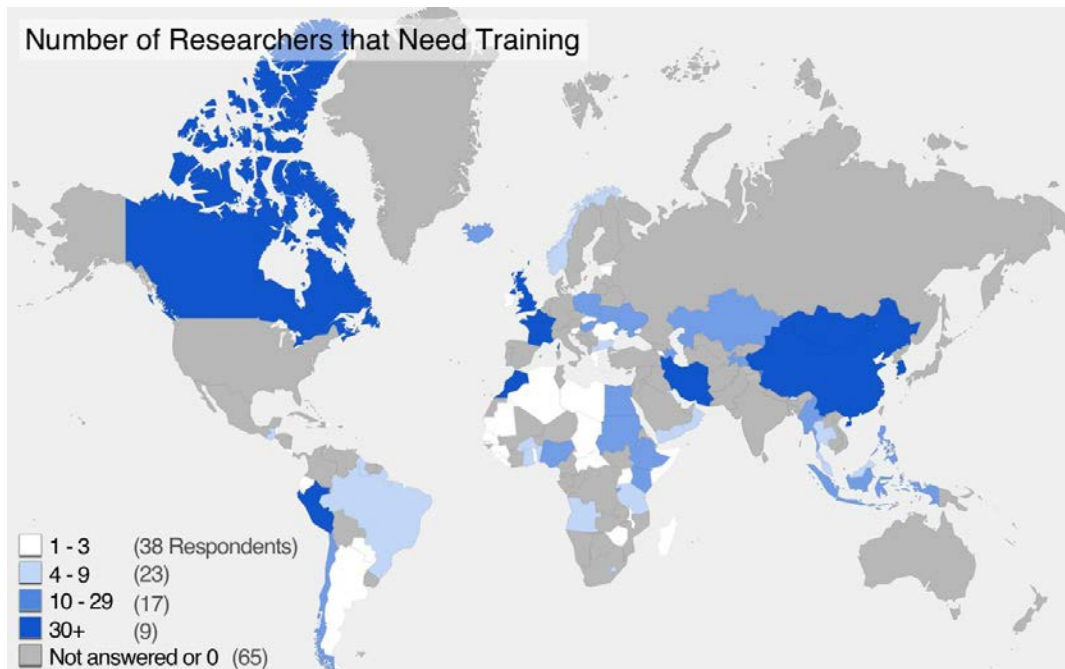 Number of Researchers that Need Training
1 - 3 (38 Respondents)
4 - 9 (23)
10 - 29 (17)
30+ (9)
Not answered or 0 (65)